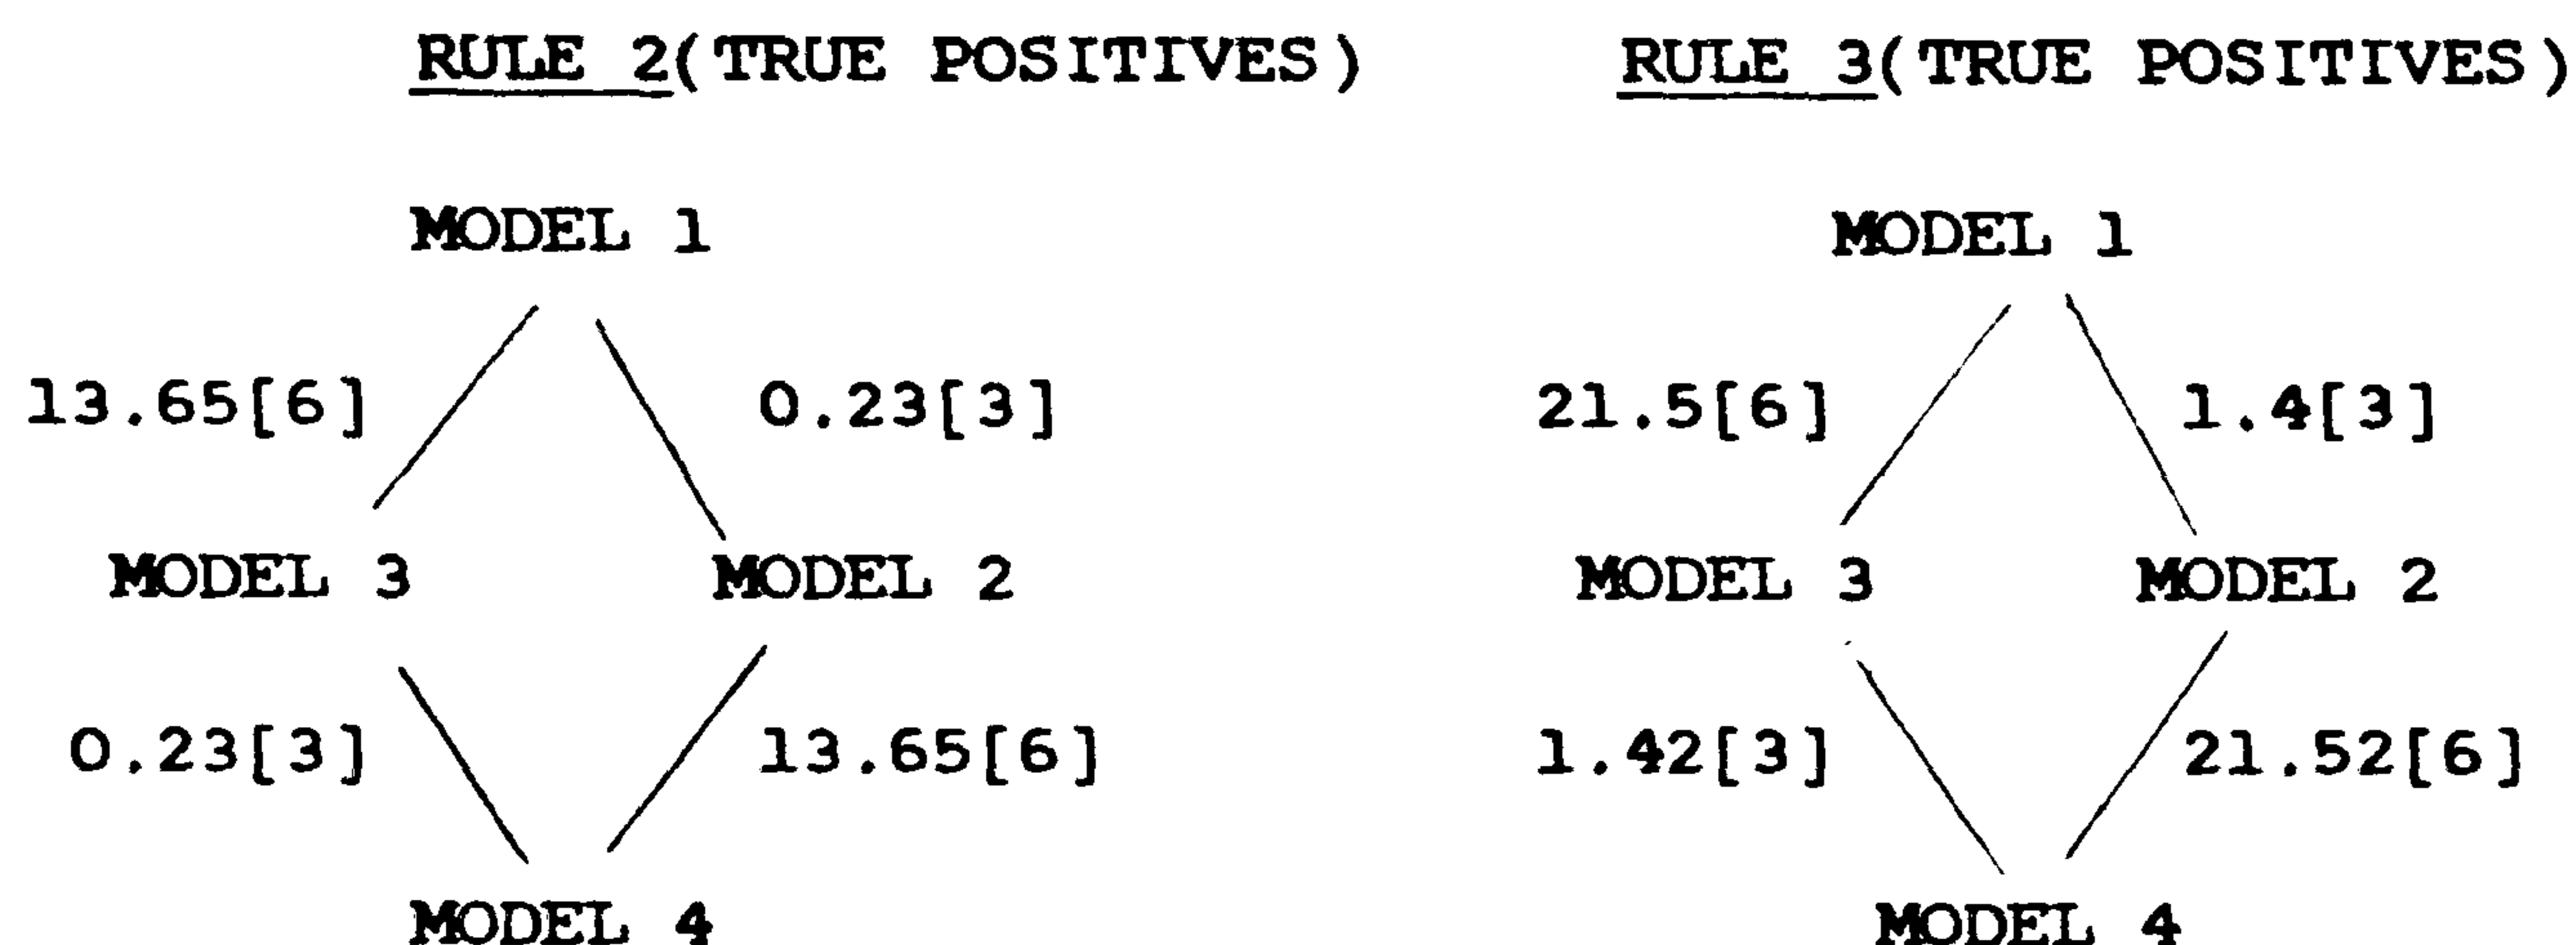 RULE 2(TRUE POSITIVES) RULE 3(TRUE POSITIVES)
MODEL 1 MODEL 1
13.65[6] 0.23[3] 21.5[6] 1.4[3]
MODEL 3 MODEL 2 MODEL 3 MODEL 2
0.23[3] 13.65[6] 1.42[3] 21.52[6]
MODEL 4 MODEL 4